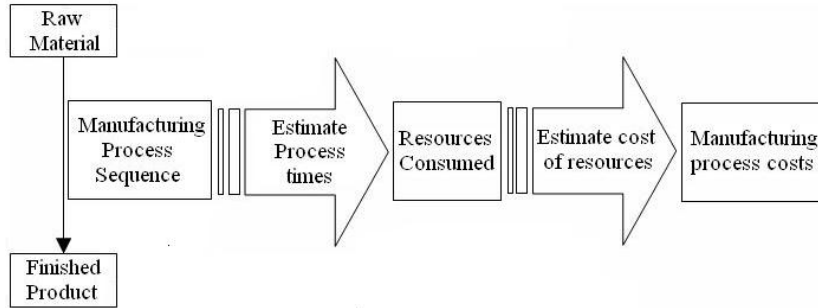 Raw
Material
Manufacturing
Process
Sequence
Estimate
Process
times
Resources
Consumed
Estimate cost
of resources
Manufacturing
process costs
Finished
Product